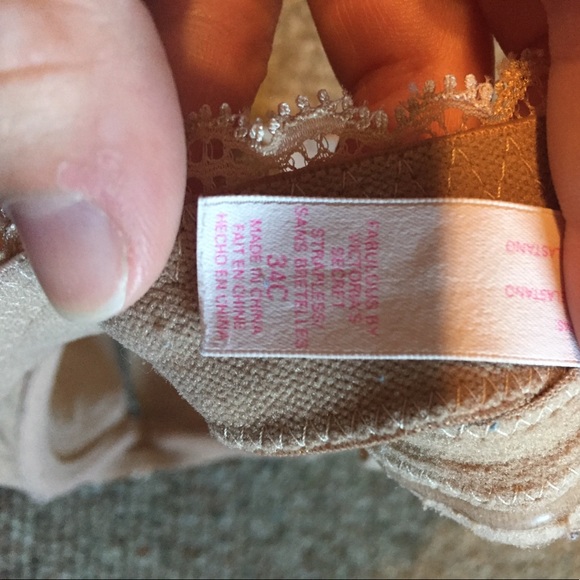 FABULOUS BY
VICTORIA'S
SECRET
STRAPLESS/
SANS BRETELLES
34C
MADE IN CHINA
FAIT EN CHINE
HECHO EN CHINA